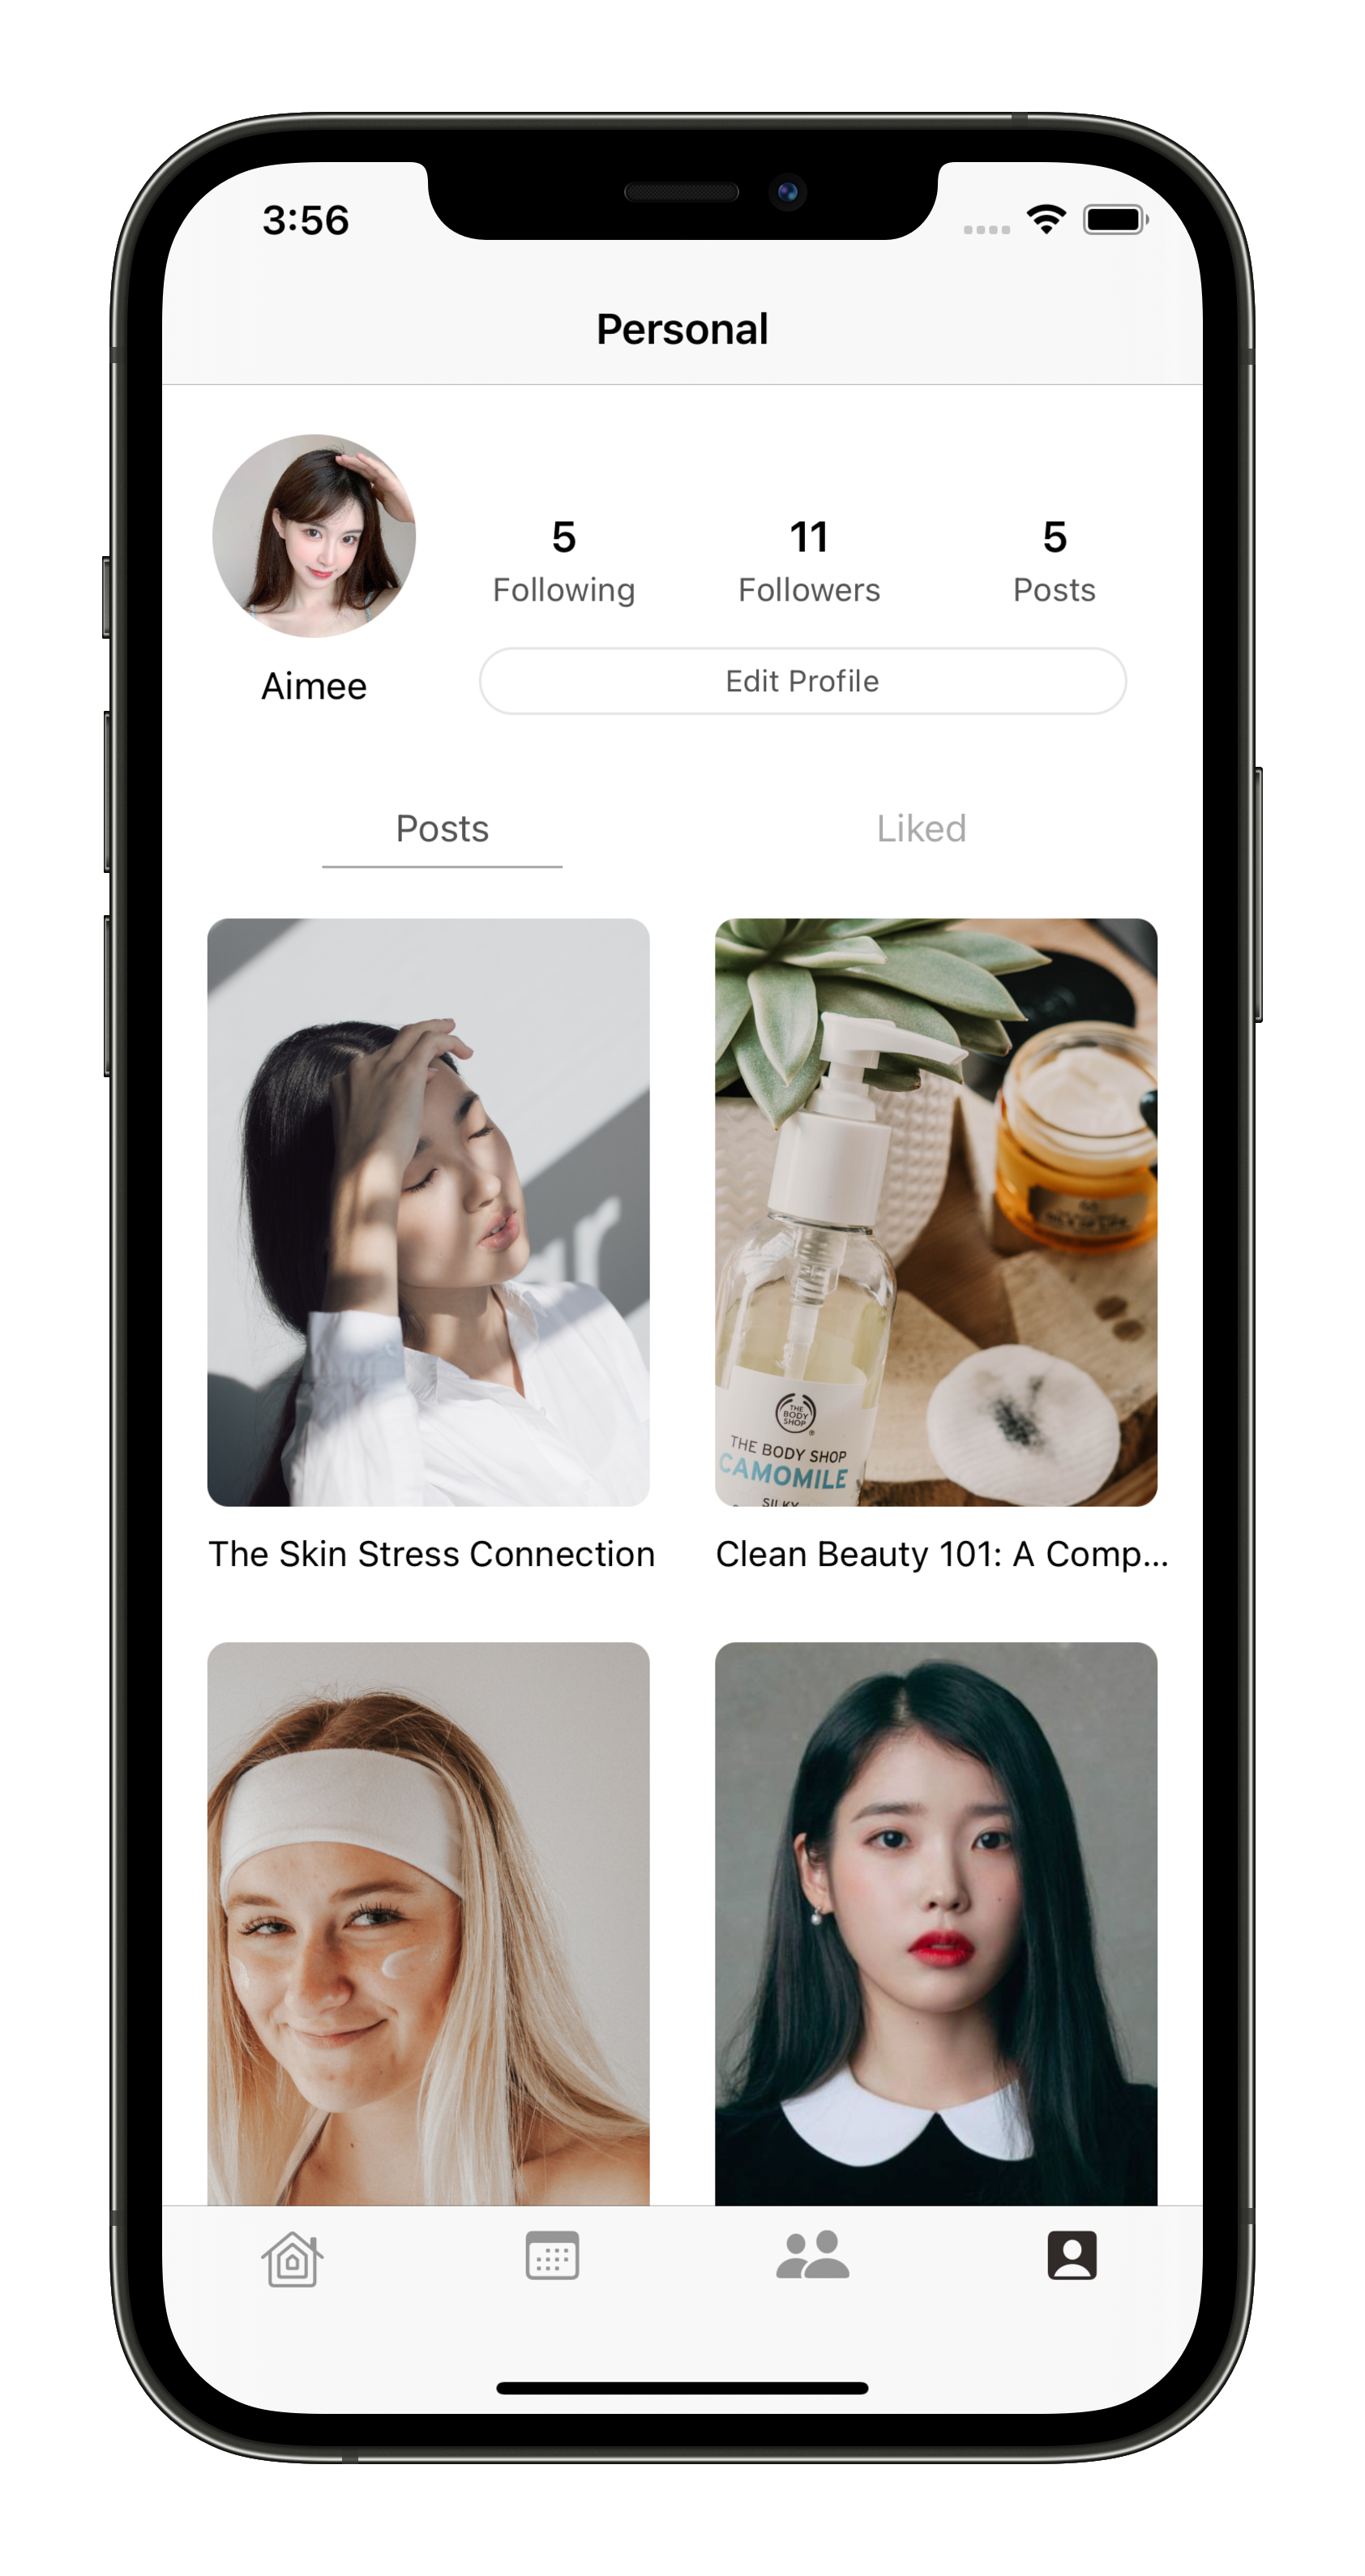 3:56
Personal
5
11
5
Following
Followers
Posts
Aimee
Edit Profile
Posts
Liked
ar
THE
BODY
SHOP
®
THE BODY SHOP
CAMOMILE
SILKY
The Skin Stress Connection
Clean Beauty 101: A Comp...